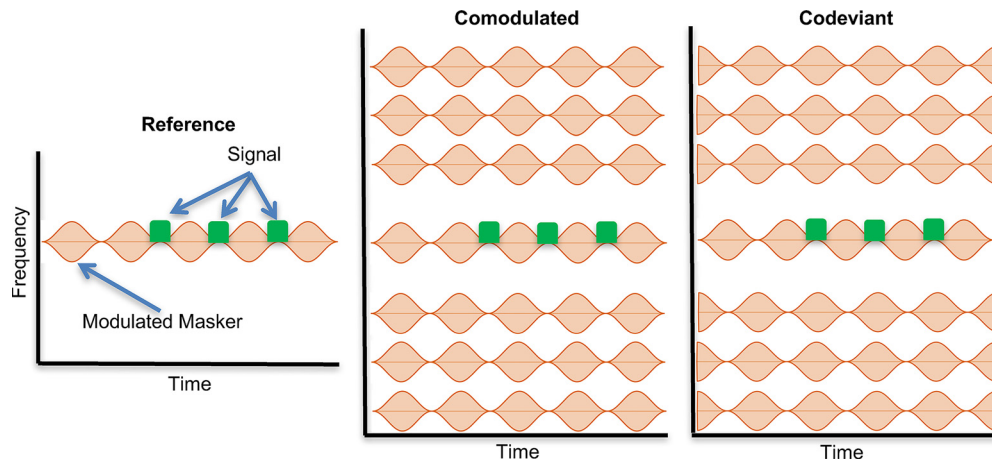 Reference
Signal
Frequency
Modulated Masker
Time
Comodulated
Time
Codeviant
Time